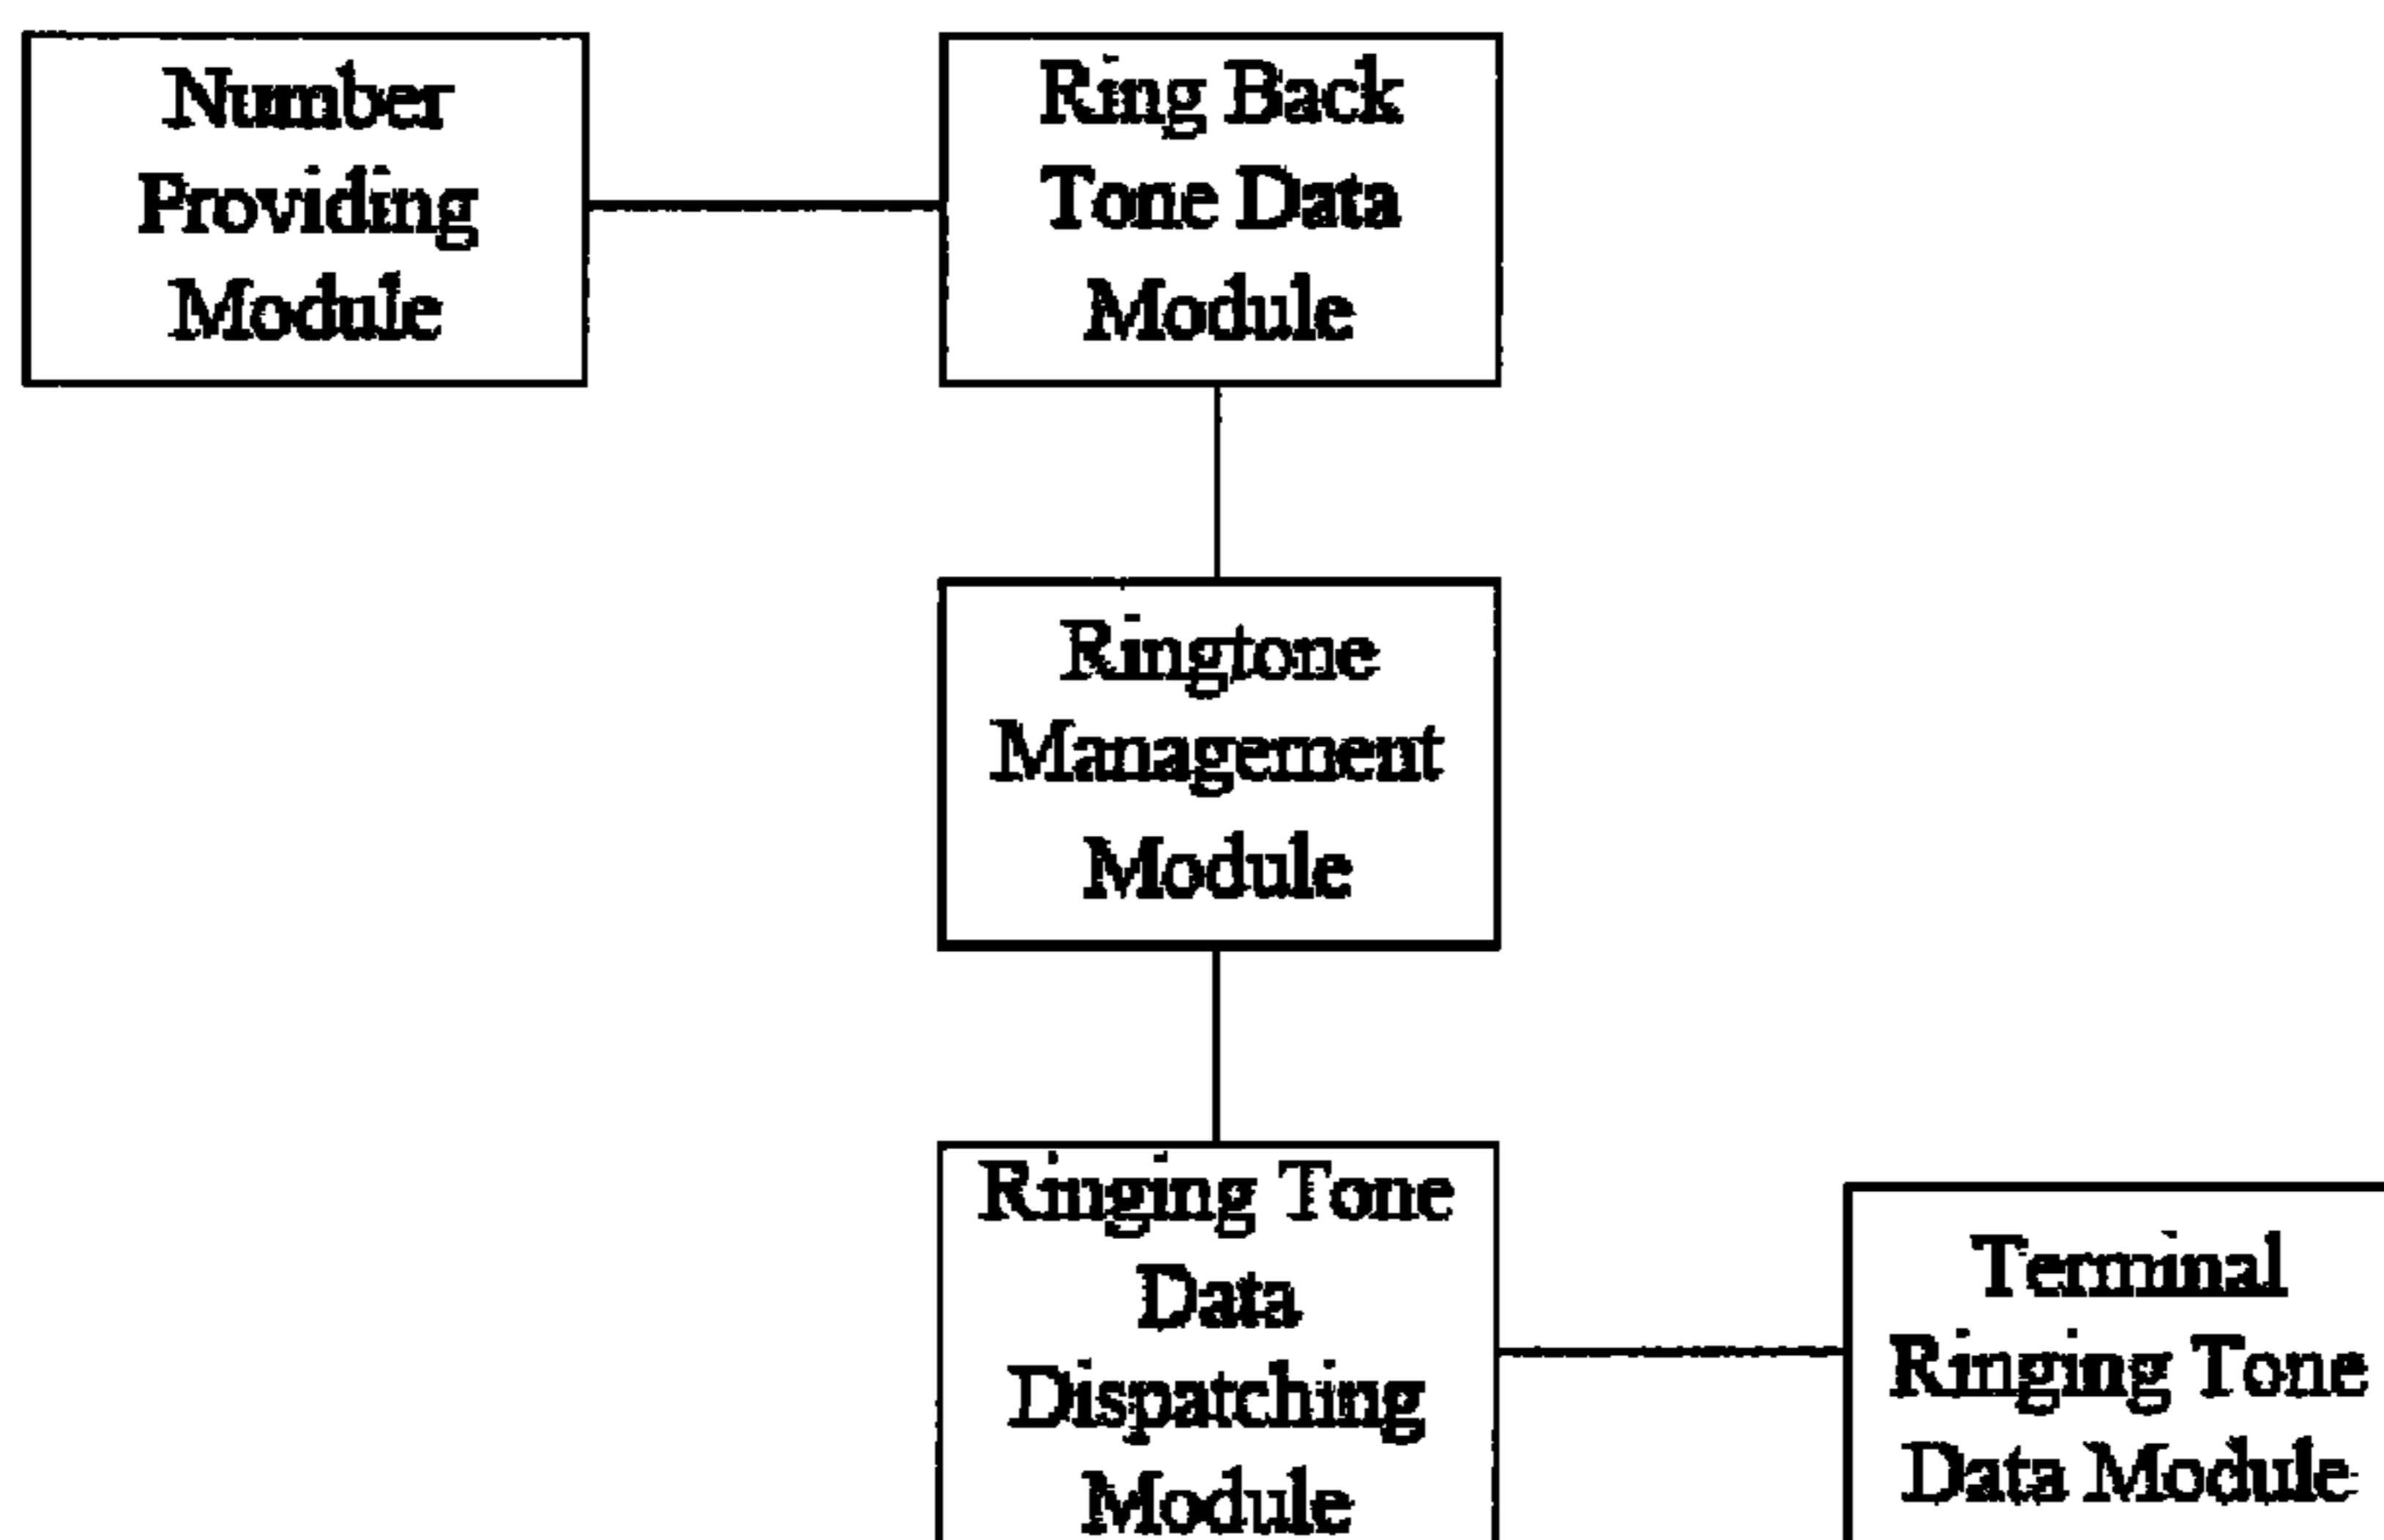 Number
Providing
Module
Ring Back
Tone Data
Module
Ringtone
Management
Module
Ringing Tone
Data
Dispatching
Module
Terminal
Ringing Tone
Data Module